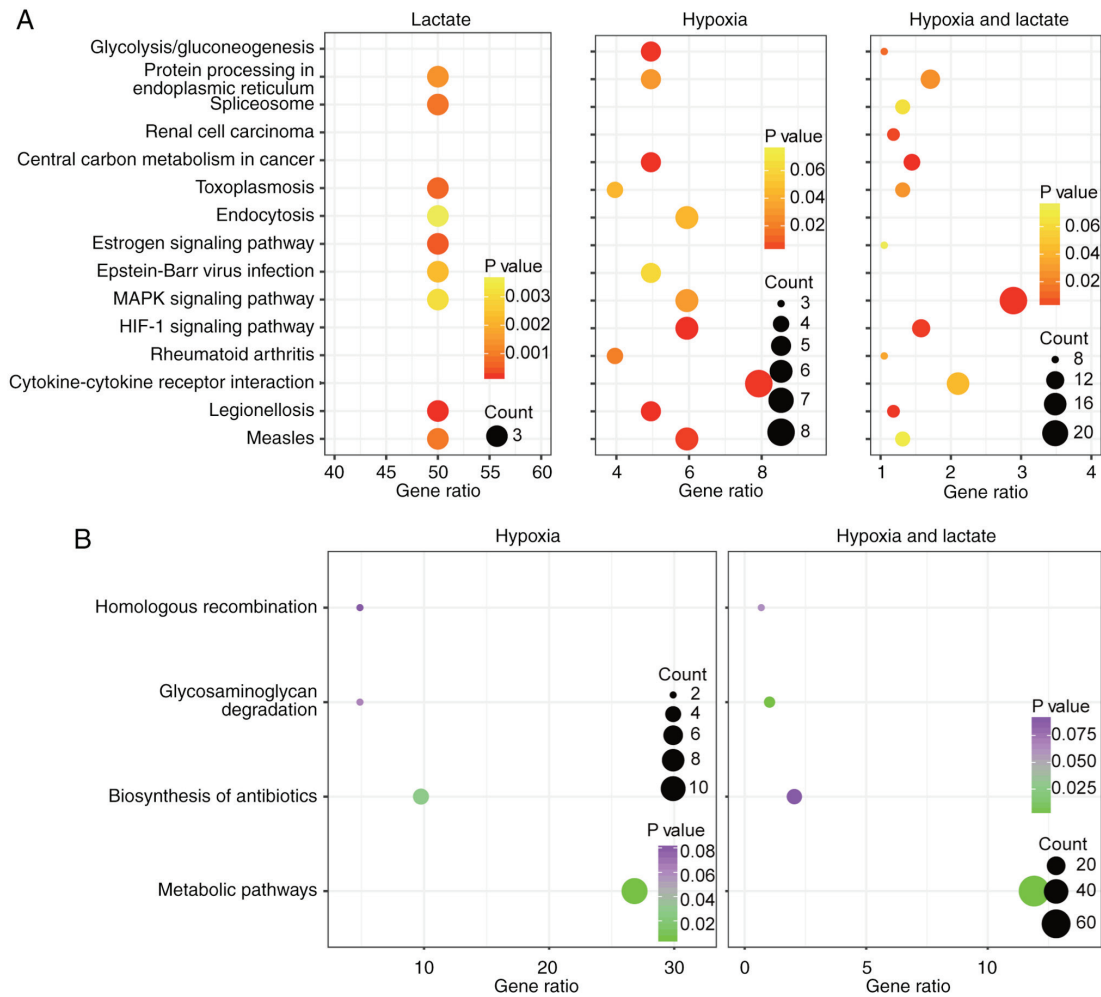 A
Lactate
Hypoxia
Hypoxia and lactate
Glycolysis/gluconeogenesis
Protein processing in
endoplasmic reticulum
Spliceosome
Renal cell carcinoma
Central carbon metabolism in cancer
Toxoplasmosis
Endocytosis
Estrogen signaling pathway
Epstein-Barr virus infection
MAPK signaling pathway
HIF-1 signaling pathway
Rheumatoid arthritis
Cytokine-cytokine receptor interaction
Legionellosis
Measles
P value
0.003
0.002
0.001
Count
3
40 45 50 55 60
Gene ratio
P value
0.06
0.04
0.02
Count
3
4
5
6
7
8
4 6 8
Gene ratio
P value
0.06
0.04
0.02
Count
8
12
16
20
1 2 3 4
Gene ratio
B
Hypoxia
Hypoxia and lactate
Homologous recombination
Glycosaminoglycan
degradation
Biosynthesis of antibiotics
Metabolic pathways
Count
2
4
6
8
10
P value
0.08
0.06
0.04
0.02
10 20 30
Gene ratio
P value
0.075
0.050
0.025
Count
20
40
60
0 5 10
Gene ratio